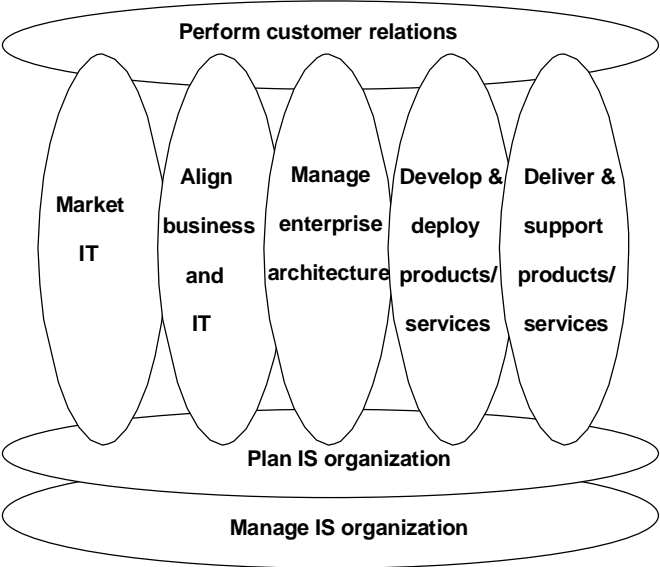 Perform customer relations
Market
IT
Align
business
and
IT
Manage
enterprise
architecture
Develop &
deploy
products/
services
Deliver &
support
products/
services
Plan IS organization
Manage IS organization